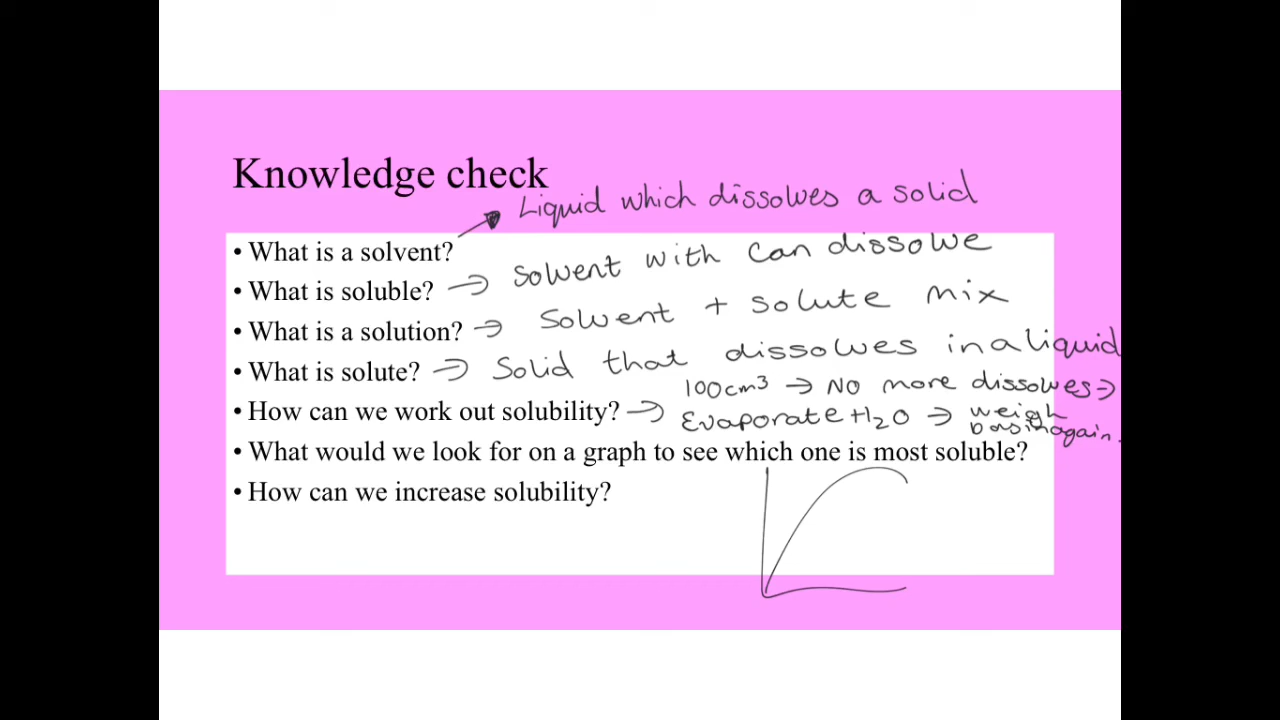 Knowledge check
Liquid which dissolves a solid
• What is a solvent?
• What is soluble? → Solvent with can dissolve
• What is a solution? → Solvent + solute mix
• What is solute? → Solid that dissolves in a liquid
100cm³ → No more dissolves →
• How can we work out solubility? → Evaporate H₂O → weigh
basin again.
• What would we look for on a graph to see which one is most soluble?
• How can we increase solubility?